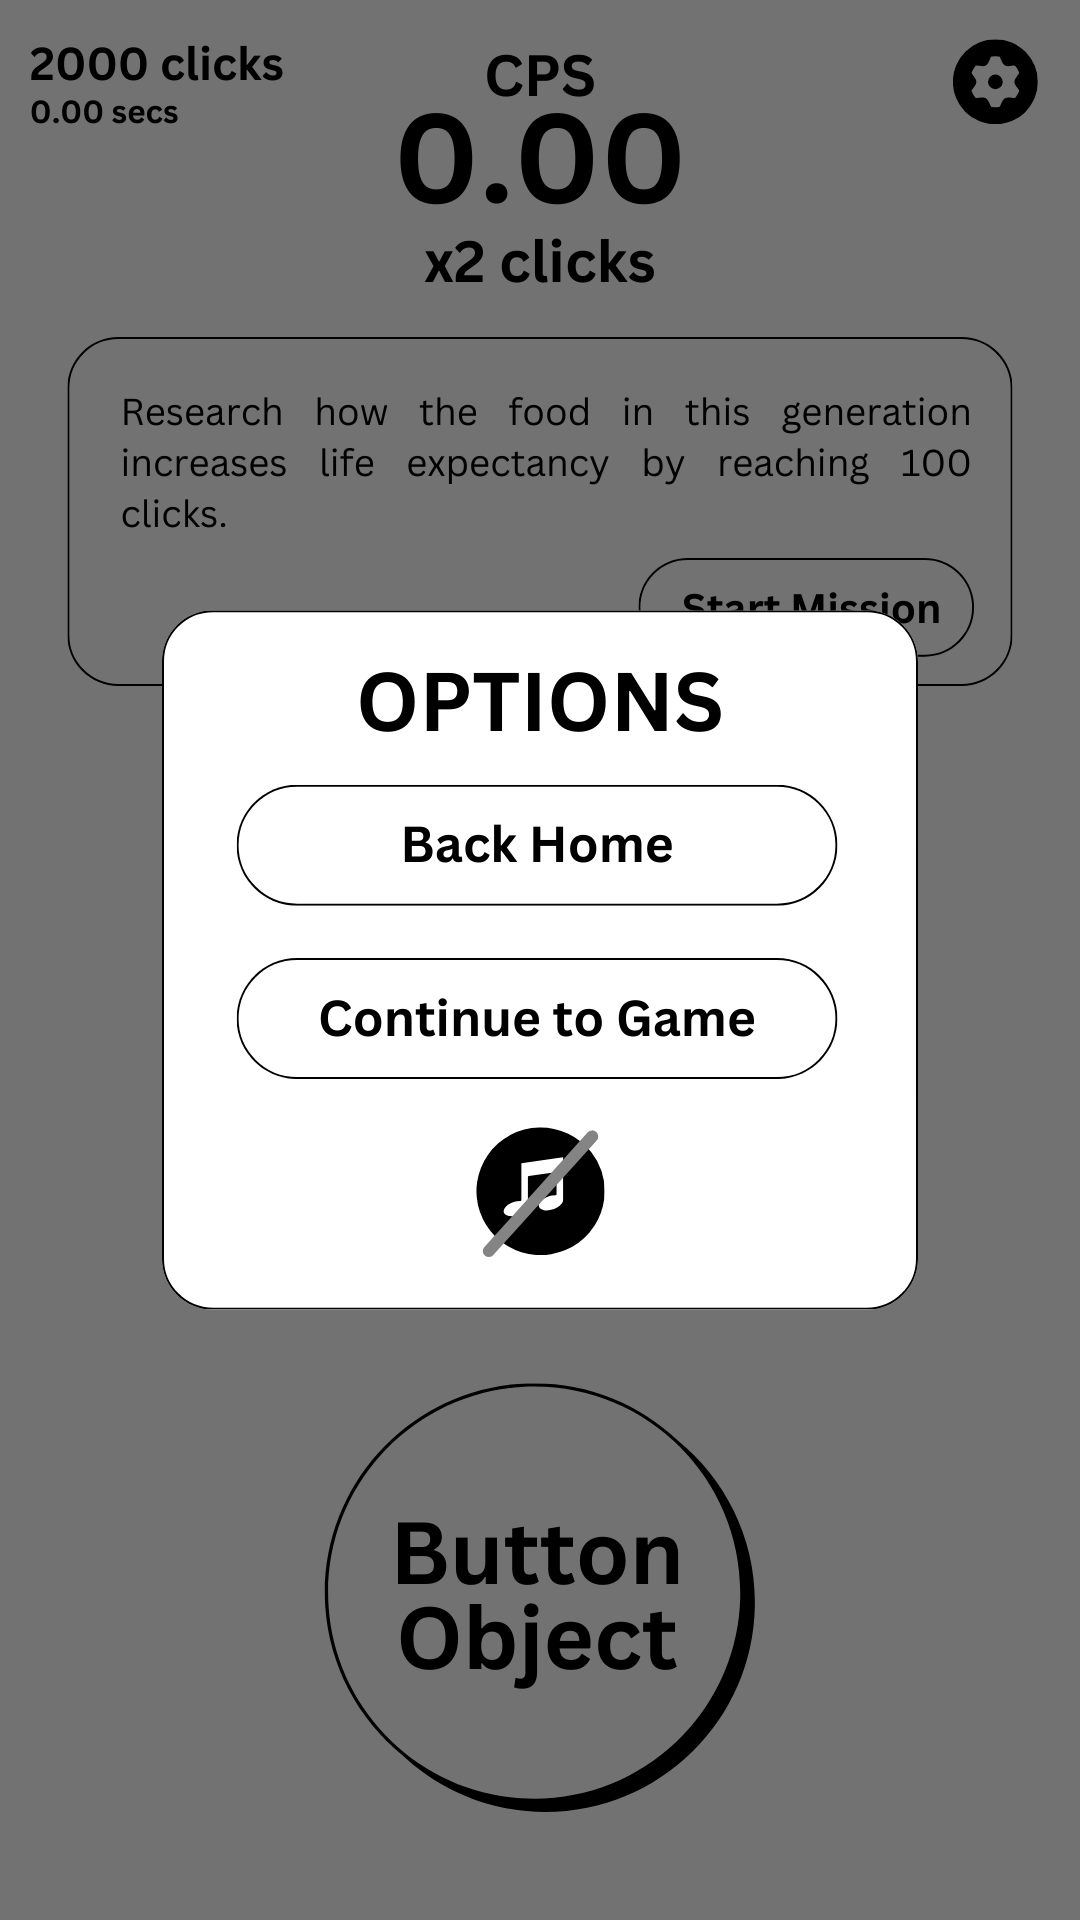 2000 clicks
0.00 secs
CPS
0.00
x2 clicks
Research how the food in this generation
increases life expectancy by reaching 100
clicks.
Start Mission
OPTIONS
Back Home
Continue to Game
Button
Object